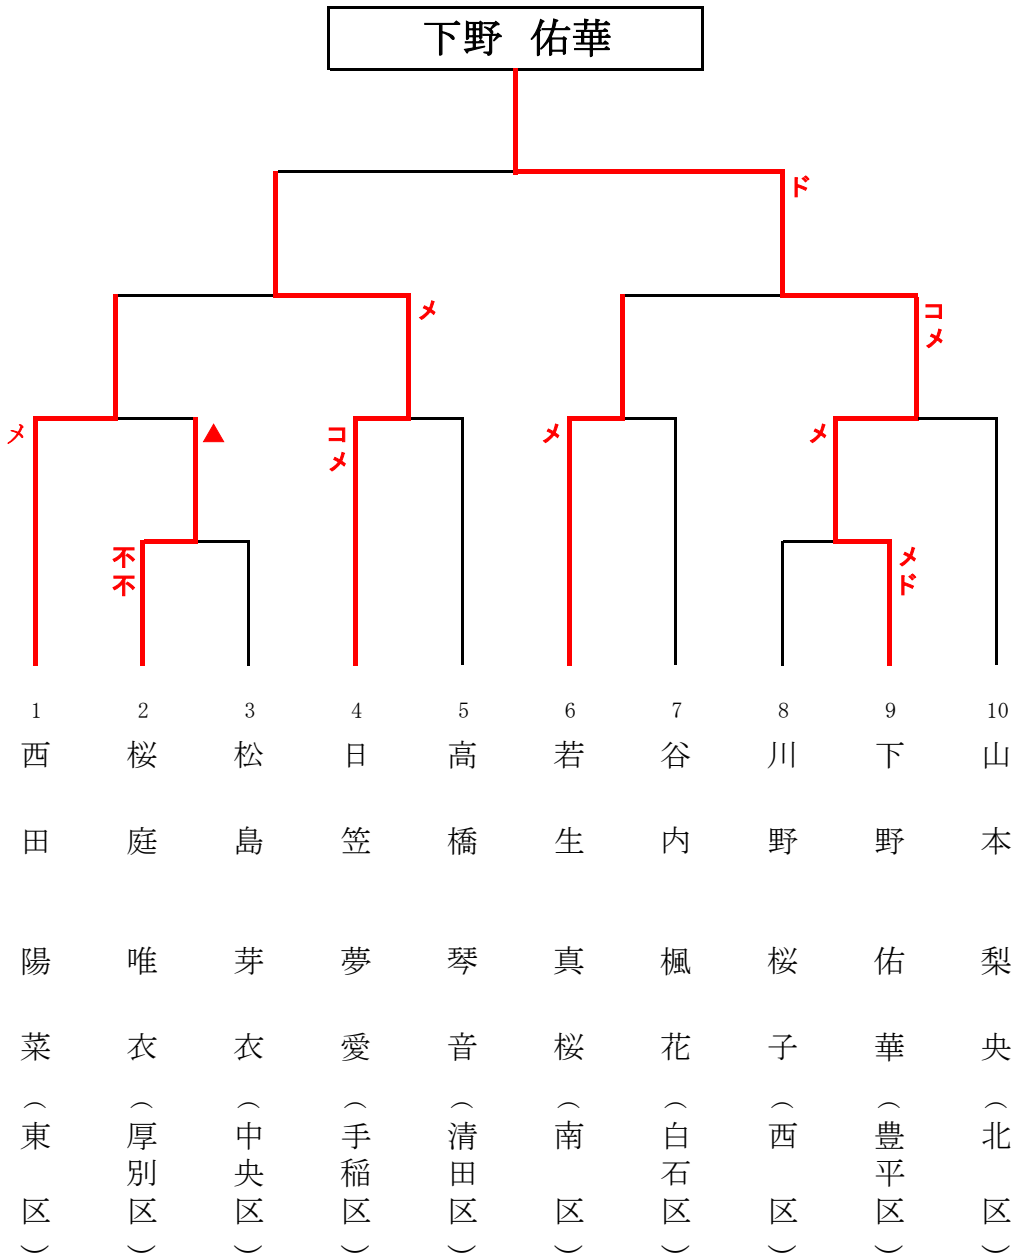 下野　佑華
ド
メ
コメ
メ
▲
コメ
メ
メ
不不
メド
1 2 3 4 5 6 7 8 9 10
西田 陽菜（東区）
桜庭 唯衣（厚別区）
松島 芽衣（中央区）
日笠 夢愛（手稲区）
高橋 琴音（清田区）
若生 真桜（南区）
谷内 楓花（白石区）
川野 桜子（西区）
下野 佑華（豊平区）
山本 梨央（北区）